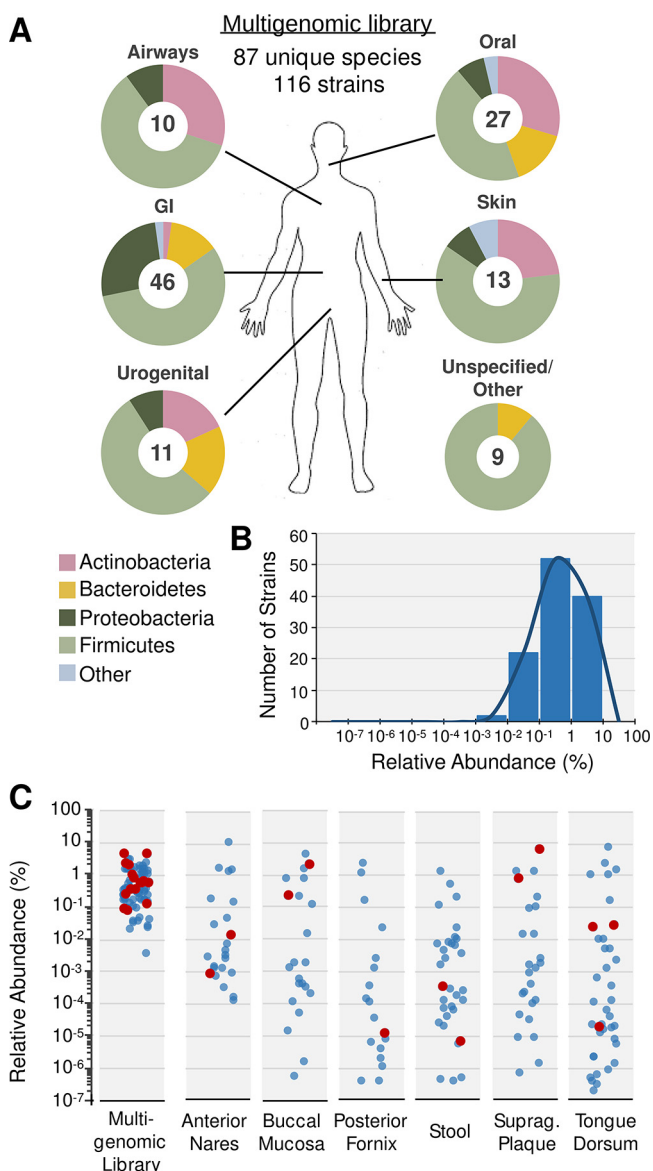 A
Multigenomic library
87 unique species
116 strains
Airways
10
Oral
27
GI
46
Skin
13
Urogenital
11
Unspecified/
Other
9
Actinobacteria
Bacteroidetes
Proteobacteria
Firmicutes
Other
B
Number of Strains
60
50
40
30
20
10
0
10⁻⁷ 10⁻⁶ 10⁻⁵ 10⁻⁴ 10⁻³ 10⁻² 10⁻¹ 1 10 100
Relative Abundance (%)
C
Relative Abundance (%)
100
10
1
10⁻¹
10⁻²
10⁻³
10⁻⁴
10⁻⁵
10⁻⁶
10⁻⁷
Multi-
genomic
Library
Anterior
Nares
Buccal
Mucosa
Posterior
Fornix
Stool
Suprag.
Plaque
Tongue
Dorsum